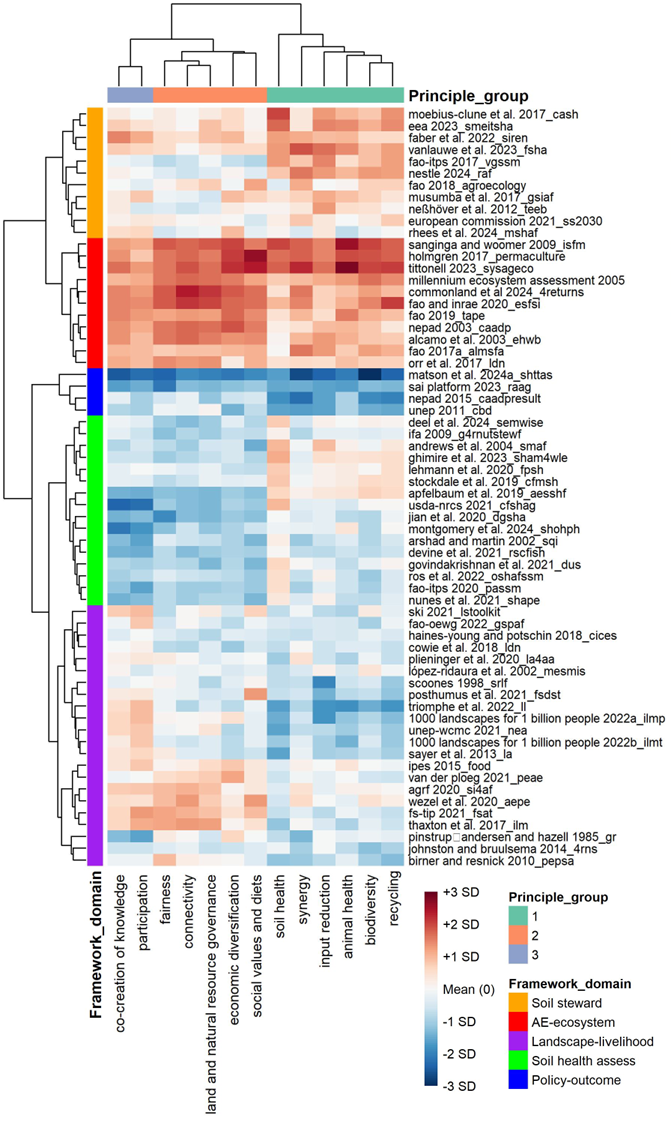 Principle_group
moebius-clune et al. 2017_cash
eea 2023_smeitsha
faber et al. 2022_siren
vanlauwe et al. 2023_fsha
fao-itps 2017_vgssm
nestle 2024_raf
fao 2018_agroecology
musumba et al. 2017_gsiaf
neßhöver et al. 2012_teeb
european commission 2021_ss2030
rhees et al. 2024_mshaf
sanginga and woomer 2009_isfm
holmgren 2017_permaculture
tittonell 2023_sysageco
millennium ecosystem assessment 2005
commonland et al 2024_4returns
fao and inrae 2020_esfsi
fao 2019_tape
nepad 2003_caadp
alcamo et al. 2003_ehwb
fao 2017a_almsfa
orr et al. 2017_ldn
matson et al. 2024a_shttas
sai platform 2023_raag
nepad 2015_caadpresult
unep 2011_cbd
deel et al. 2024_semwise
ifa 2009_g4rnutstewf
andrews et al. 2004_smaf
ghimire et al. 2023_sham4wle
lehmann et al. 2020_fpsh
stockdale et al. 2019_cfmsh
apfelbaum et al. 2019_aesshf
usda-nrcs 2021_cfshag
jian et al. 2020_dgsha
montgomery et al. 2024_shohph
arshad and martin 2002_sqi
devine et al. 2021_rscfish
govindakrishnan et al. 2021_dus
ros et al. 2022_oshafssm
fao-itps 2020_passm
nunes et al. 2021_shape
ski 2021_lstoolkit
fao-oewg 2022_gspaf
haines-young and potschin 2018_cices
cowie et al. 2018_ldn
plieninger et al. 2020_la4aa
lópez-ridaura et al. 2002_mesmis
scoones 1998_srlf
posthumus et al. 2021_fsdst
triomphe et al. 2022_ll
1000 landscapes for 1 billion people 2022a_ilmp
unep-wcmc 2021_nea
1000 landscapes for 1 billion people 2022b_ilmt
sayer et al. 2013_la
ipes 2015_food
van der ploeg 2021_peae
agrf 2020_si4af
wezel et al. 2020_aepe
fs-tip 2021_fsat
thaxton et al. 2017_ilm
pinstrup□andersen and hazell 1985_gr
johnston and bruulsema 2014_4rns
birner and resnick 2010_pepsa
Framework_domain
co-creation of knowledge
participation
fairness
connectivity
land and natural resource governance
economic diversification
social values and diets
soil health
synergy
input reduction
animal health
biodiversity
recycling
+3 SD
+2 SD
+1 SD
Mean (0)
-1 SD
-2 SD
-3 SD
Principle_group
1
2
3
Framework_domain
Soil steward
AE-ecosystem
Landscape-livelihood
Soil health assess
Policy-outcome